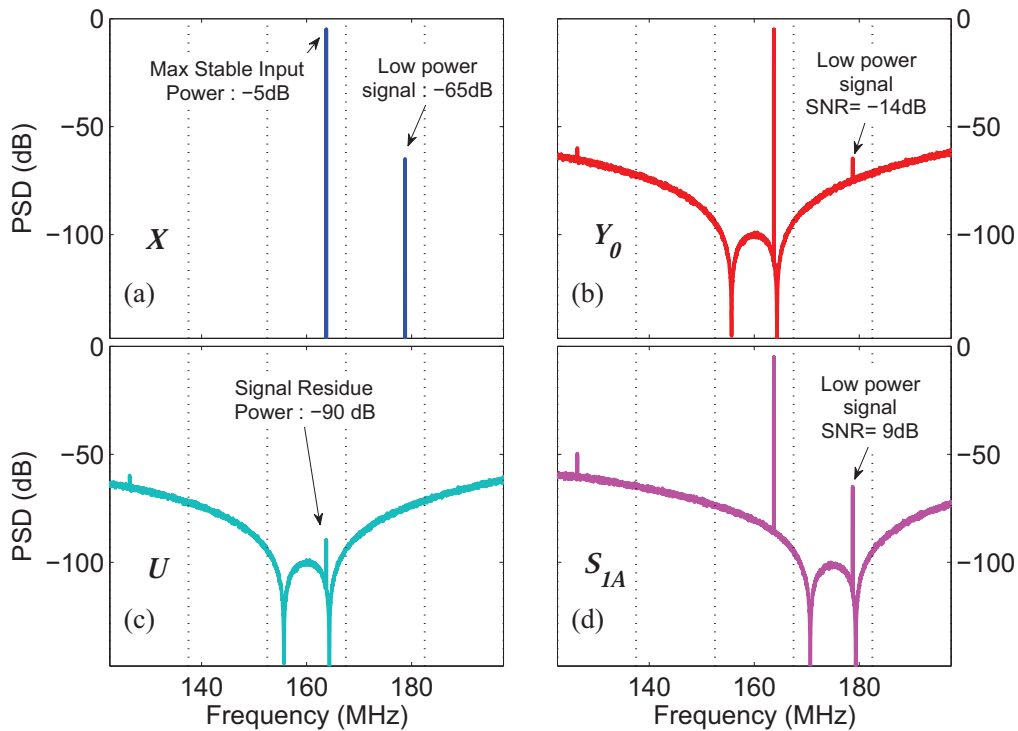 0
−50
−100
PSD (dB)
Max Stable Input
Power : −5dB
Low power
signal : −65dB
X
(a)
0
−50
−100
Low power
signal
SNR= −14dB
Y0
(b)
0
−50
−100
PSD (dB)
Signal Residue
Power : −90 dB
U
(c)
140
160
180
Frequency (MHz)
0
−50
−100
Low power
signal
SNR= 9dB
S1A
(d)
140
160
180
Frequency (MHz)